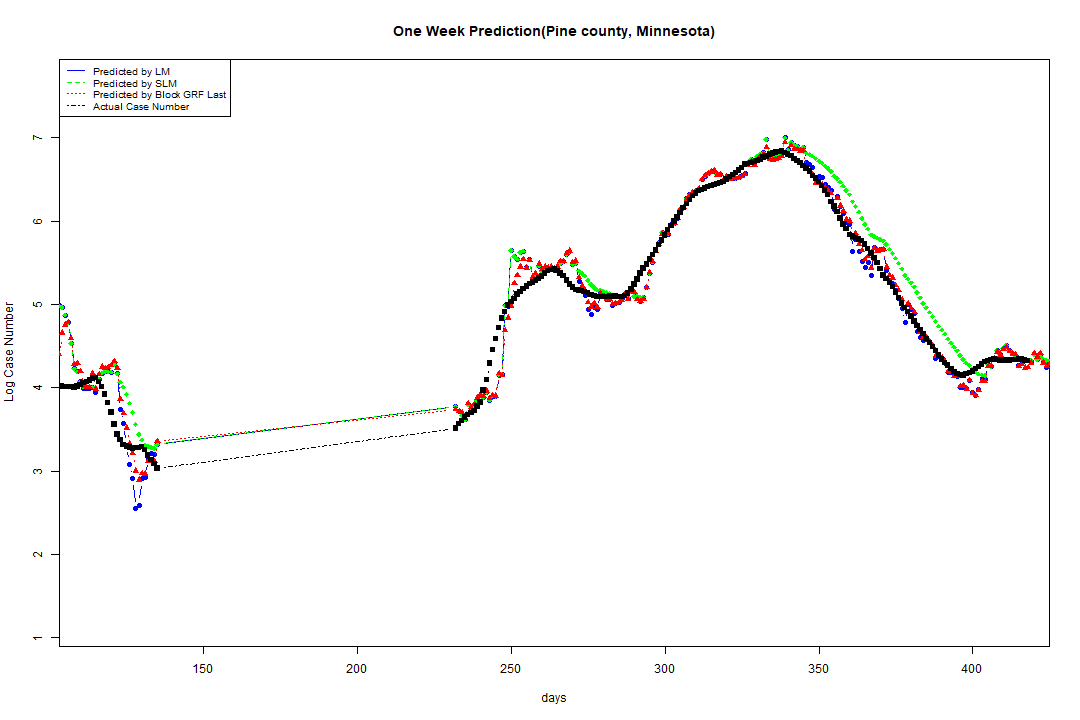 One Week Prediction(Pine county, Minnesota)
Predicted by LM
Predicted by SLM
Predicted by Block GRF Last
Actual Case Number
7
6
5
4
3
2
1
Log Case Number
150 200 250 300 350 400
days